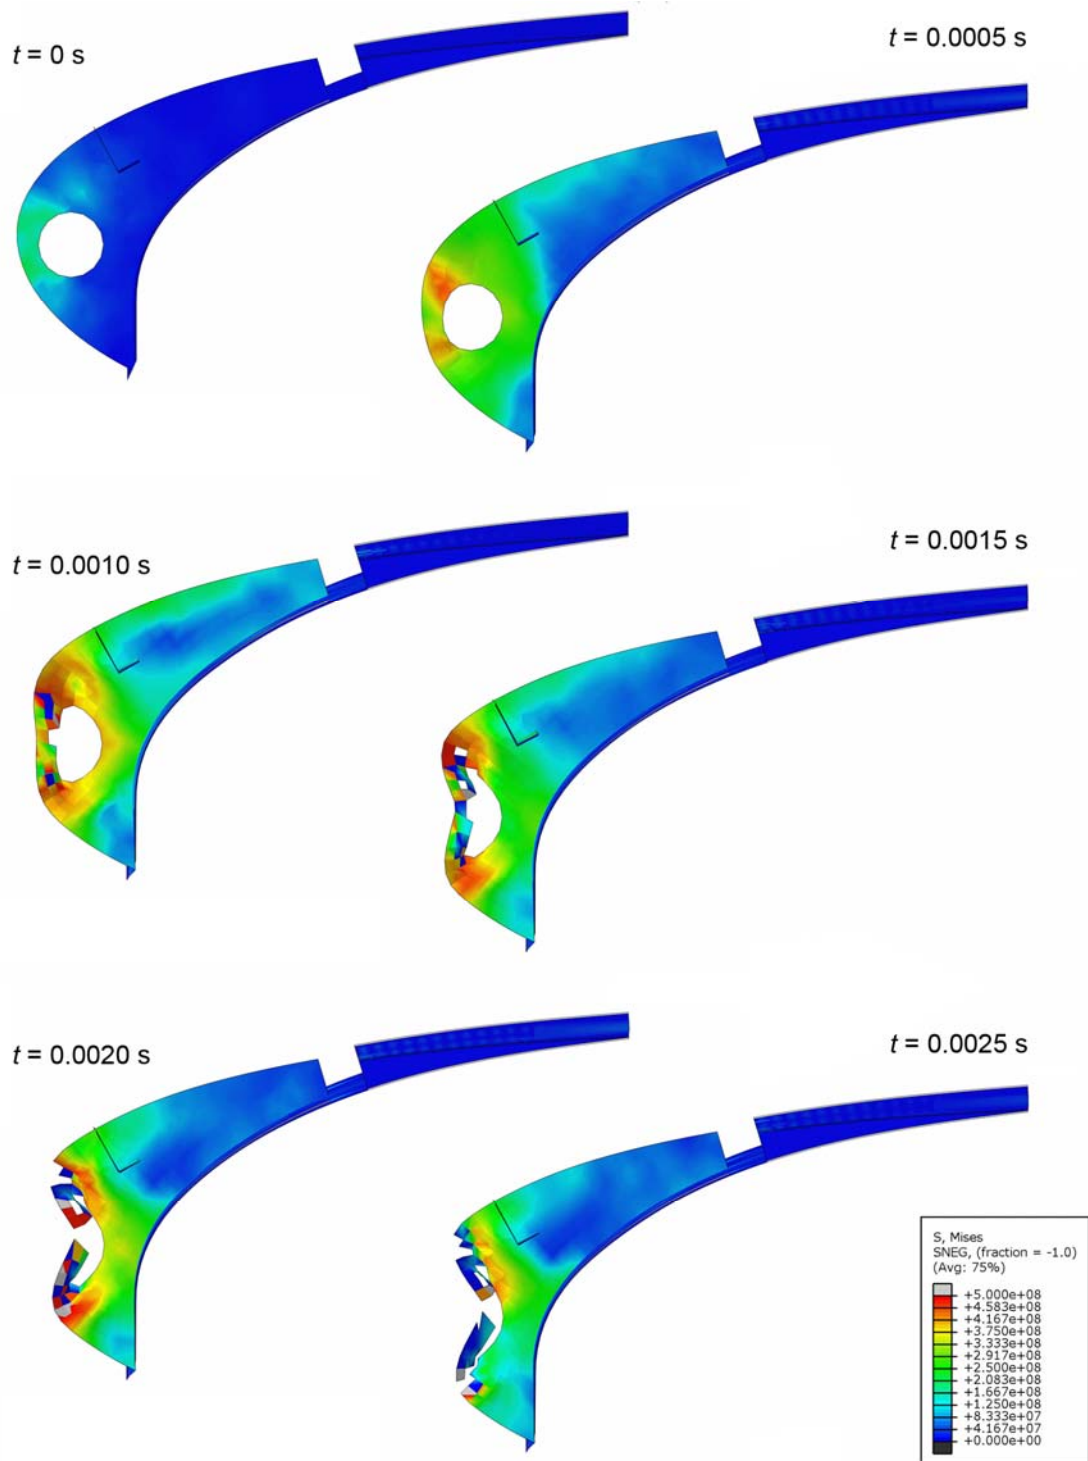 t = 0 s
t = 0.0005 s
t = 0.0010 s
t = 0.0015 s
t = 0.0020 s
t = 0.0025 s
S, Mises
SNEG, (fraction = -1.0)
(Avg: 75%)
+5.000e+08
+4.583e+08
+4.167e+08
+3.750e+08
+3.333e+08
+2.917e+08
+2.500e+08
+2.083e+08
+1.667e+08
+1.250e+08
+8.333e+07
+4.167e+07
+0.000e+00